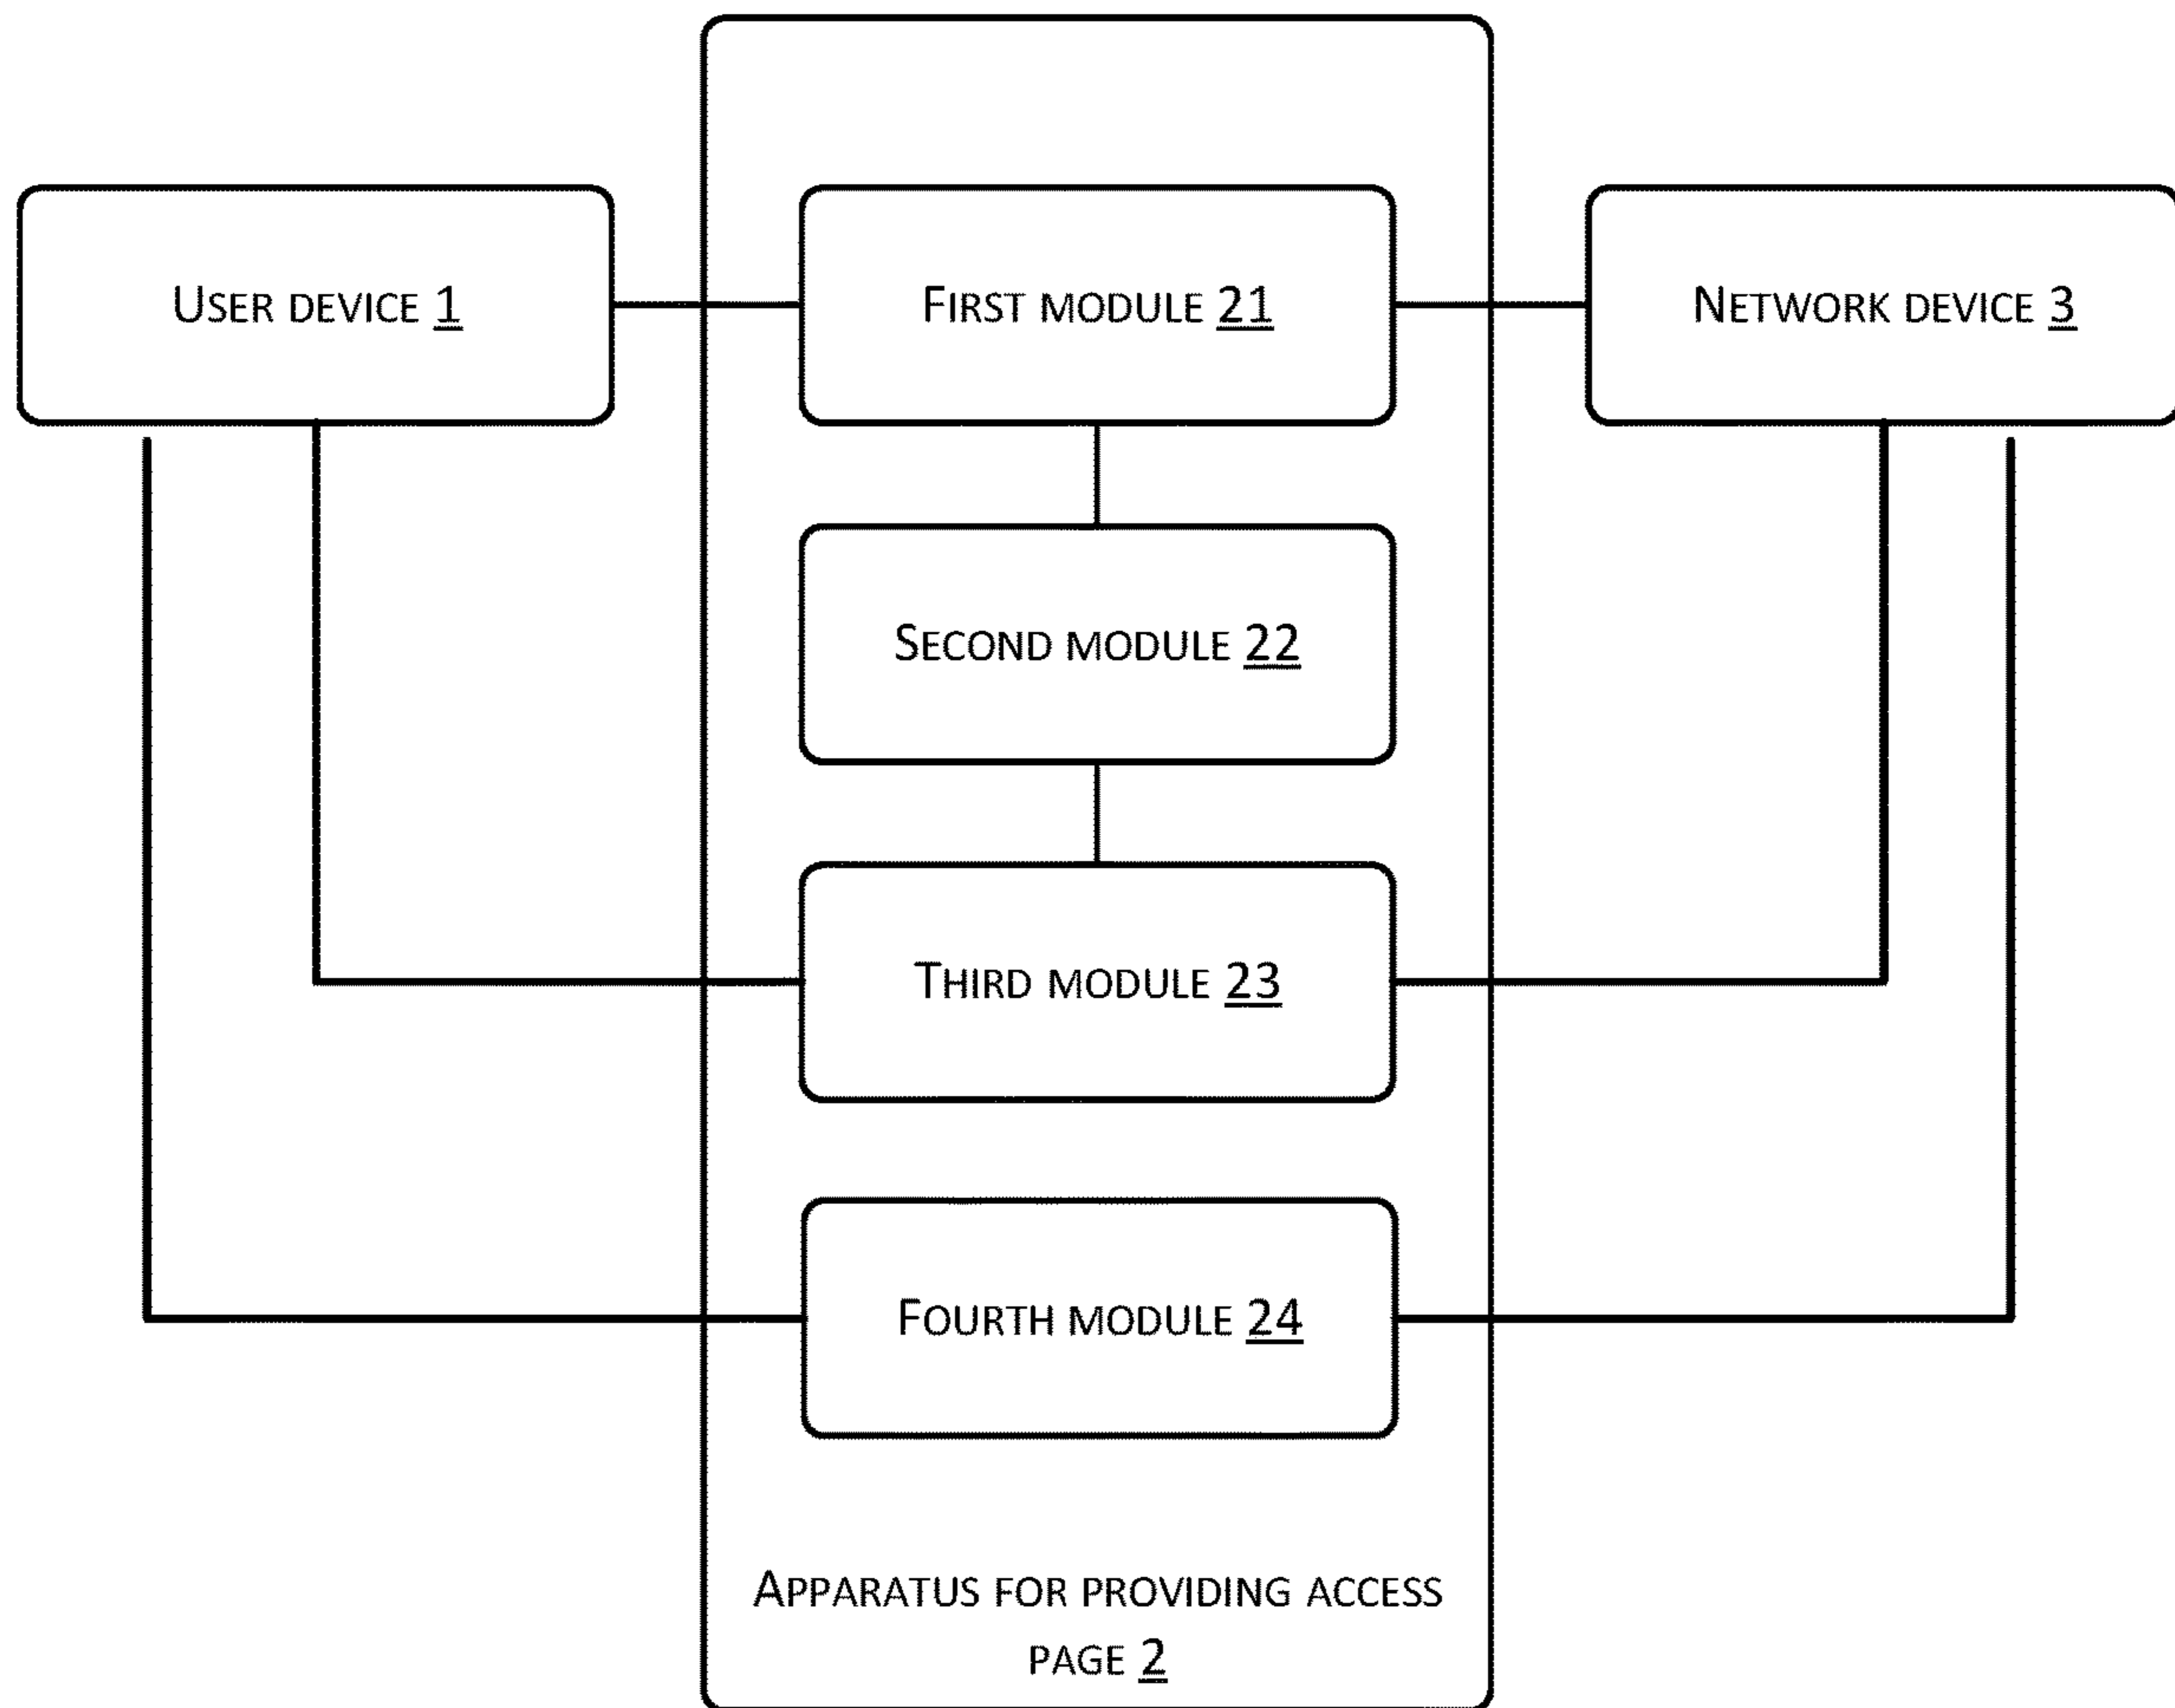 User device 1
First module 21
Network device 3
Second module 22
Third module 23
Fourth module 24
Apparatus for providing access
page 2